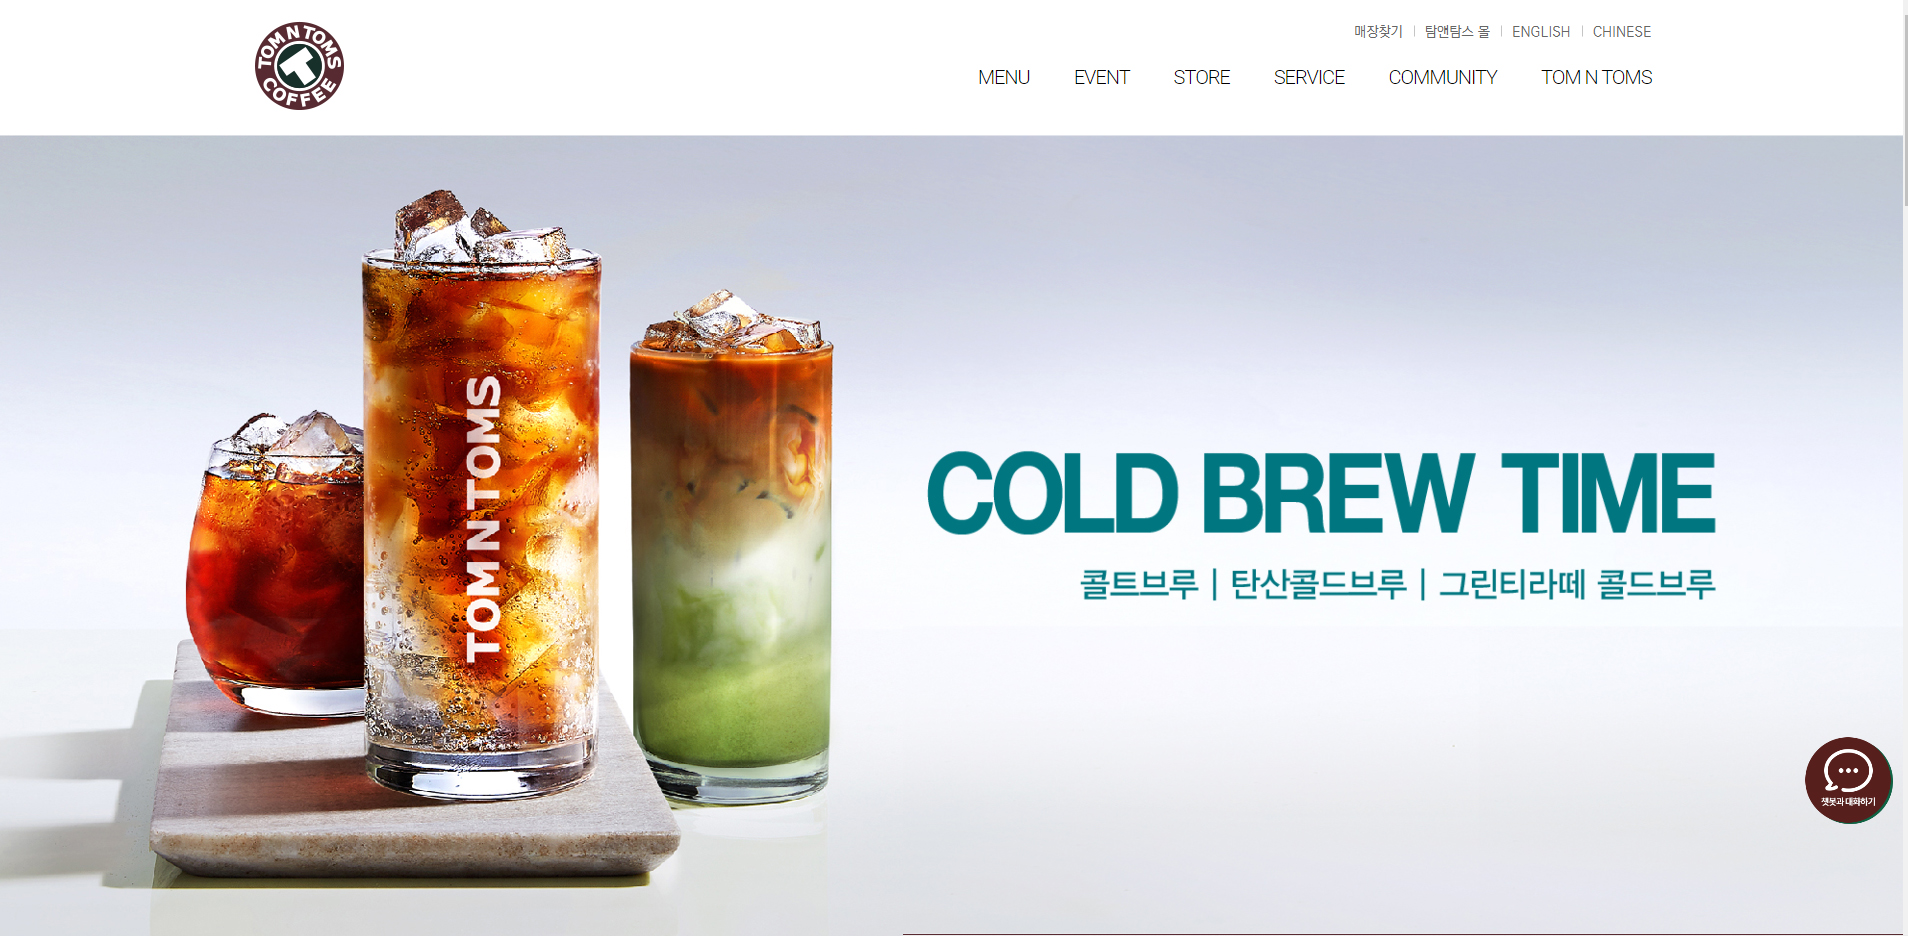 TOM N TOMS COFFEE
매장찾기 | 탐앤탐스 몰 | ENGLISH | CHINESE
MENU EVENT STORE SERVICE COMMUNITY TOM N TOMS
TOM N TOMS
COLD BREW TIME
콜트브루 | 탄산콜드브루 | 그린티라떼 콜드브루
챗봇과 대화하기